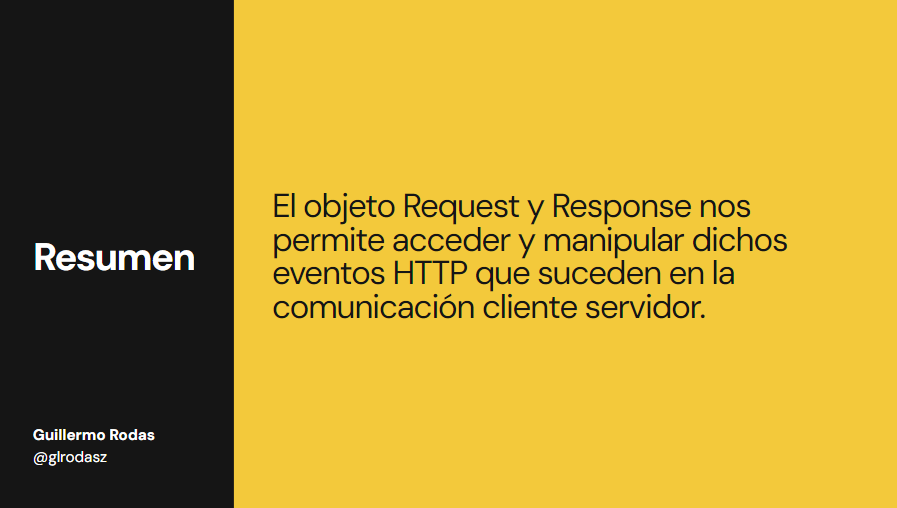 Resumen
El objeto Request y Response nos
permite acceder y manipular dichos
eventos HTTP que suceden en la
comunicación cliente servidor.
Guillermo Rodas
@glrodasz